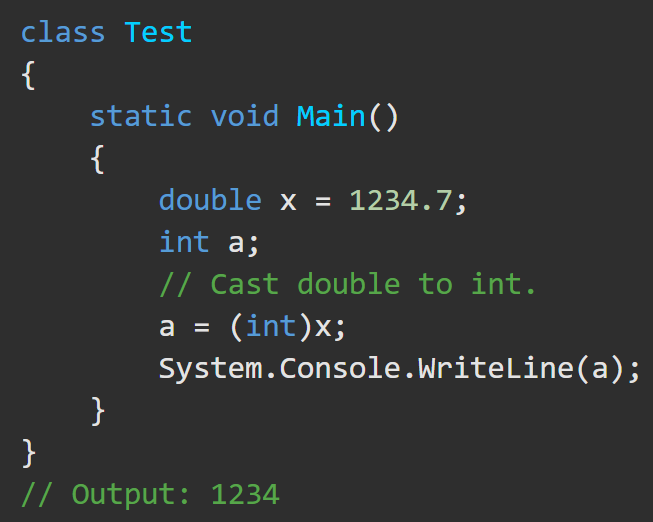 class Test
{
    static void Main()
    {
        double x = 1234.7;
        int a;
        // Cast double to int.
        a = (int)x;
        System.Console.WriteLine(a);
    }
}
// Output: 1234